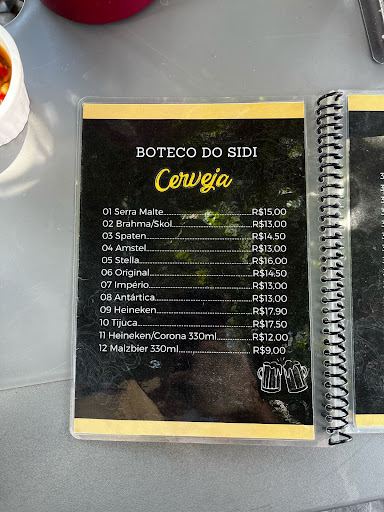 BOTECO DO SIDI
Cerveja
01 Serra Malte R$15,00
02 Brahma/Skol R$13,00
03 Spaten R$14,50
04 Amstel R$13,00
05 Stella R$16,00
06 Original R$14,50
07 Império R$13,00
08 Antártica R$13,00
09 Heineken R$17,90
10 Tijuca R$17,50
11 Heineken/Corona 330ml R$12,00
12 Malzbier 330ml R$9,00